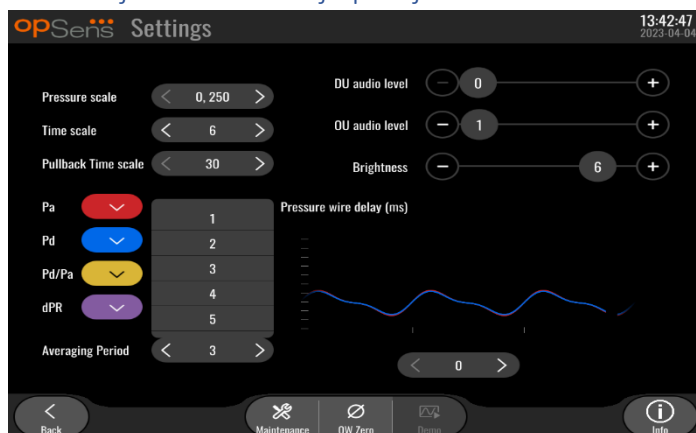 opSens Settings
13:42:47
2023-04-04
Pressure scale
0, 250
Time scale
6
Pullback Time scale
30
DU audio level
0
OU audio level
1
Brightness
6
Pa
Pd
Pd/Pa
dPR
1
2
3
4
5
Averaging Period
3
Pressure wire delay (ms)
0
Back
Maintenance
OW Zero
Demo
Info